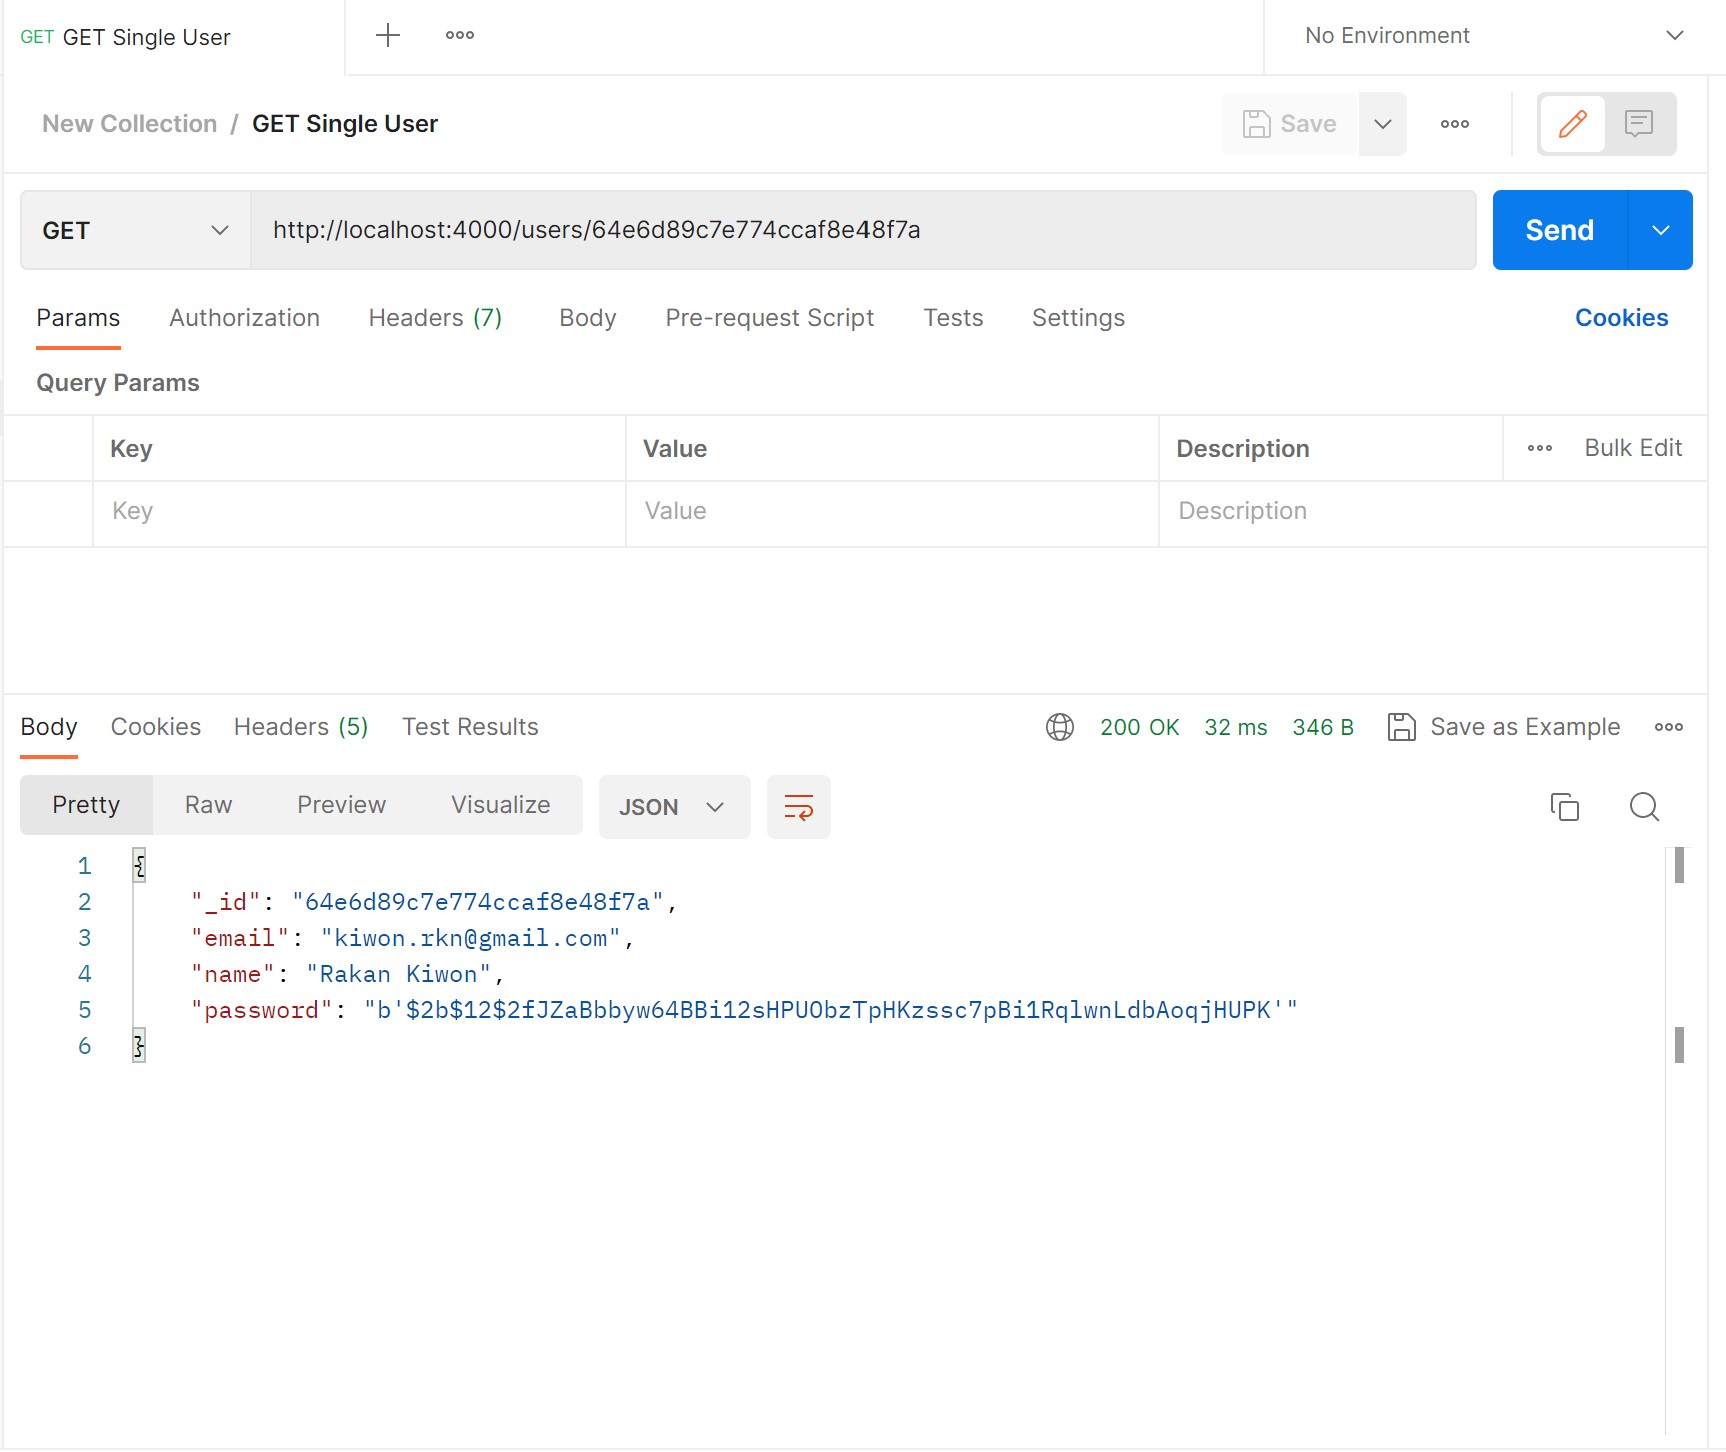 GET GET Single User
No Environment
New Collection / GET Single User
Save
GET
http://localhost:4000/users/64e6d89c7e774ccaf8e48f7a
Send
Params Authorization Headers (7) Body Pre-request Script Tests Settings Cookies
Query Params
Key Value Description Bulk Edit
Key Value Description
Body Cookies Headers (5) Test Results 200 OK 32 ms 346 B Save as Example
Pretty Raw Preview Visualize JSON
1 {
2 "_id": "64e6d89c7e774ccaf8e48f7a",
3 "email": "kiwon.rkn@gmail.com",
4 "name": "Rakan Kiwon",
5 "password": "b'$2b$12$2fJZaBbbyw64BBi12sHPUObzTpHKzssc7pBi1RqlwnLdbAoqjHUPK'"
6 }